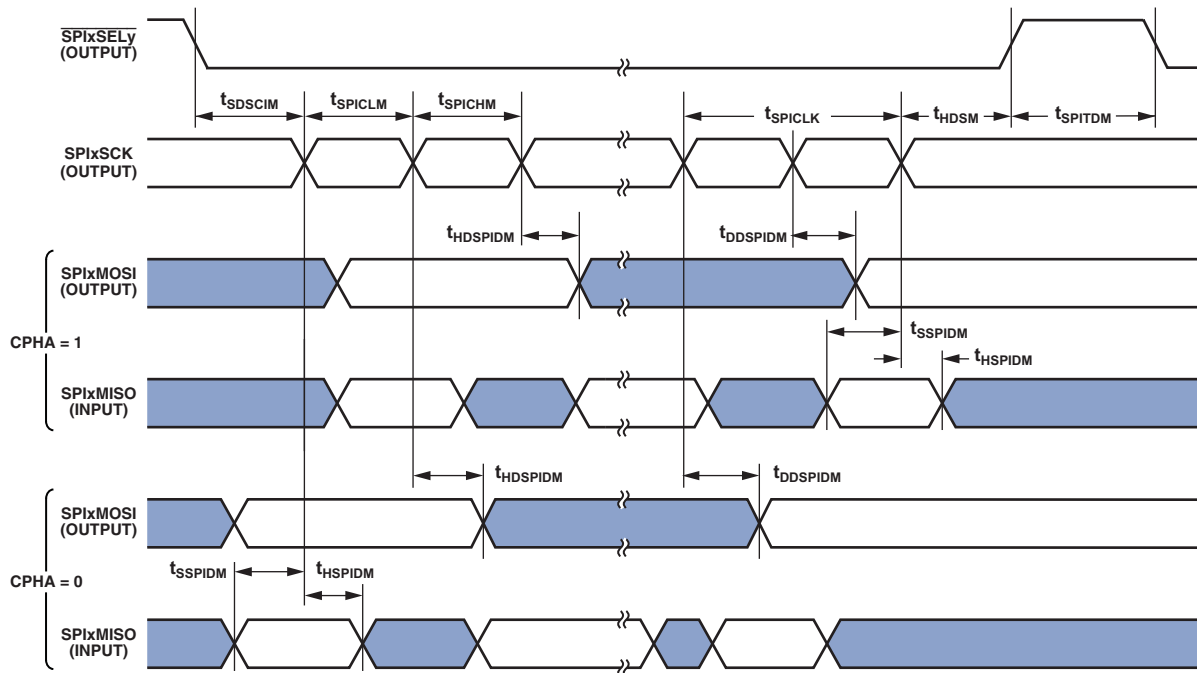 SPIxSELy
(OUTPUT)
tSDSCIM tSPICLM tSPICHM tSPICLK tHDSM tSPITDM
SPIxSCK
(OUTPUT)
tHDSPIDM tDDSPIDM
SPIxMOSI
(OUTPUT)
tSSPIDM
CPHA = 1
tHSPIDM
SPIxMISO
(INPUT)
tHDSPIDM tDDSPIDM
SPIxMOSI
(OUTPUT)
tSSPIDM tHSPIDM
CPHA = 0
SPIxMISO
(INPUT)